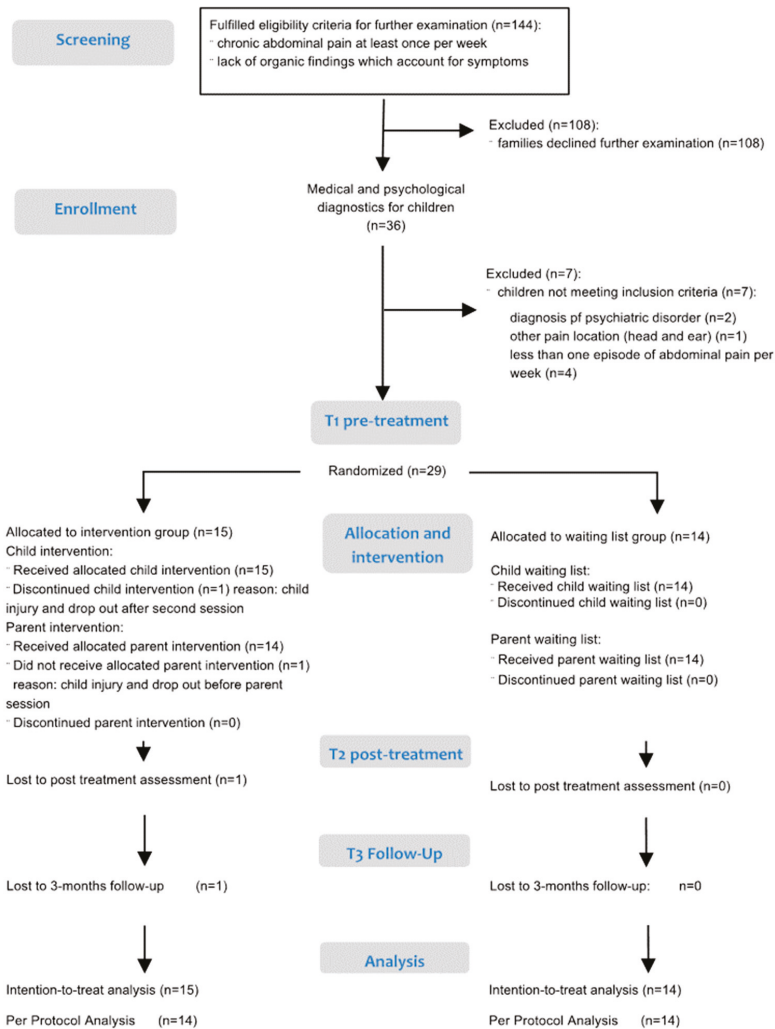 Screening
Fulfilled eligibility criteria for further examination (n=144):
¨ chronic abdominal pain at least once per week
¨ lack of organic findings which account for symptoms
Excluded (n=108):
¨ families declined further examination (n=108)
Enrollment
Medical and psychological
diagnostics for children
(n=36)
Excluded (n=7):
¨ children not meeting inclusion criteria (n=7):
diagnosis pf psychiatric disorder (n=2)
other pain location (head and ear) (n=1)
less than one episode of abdominal pain per
week (n=4)
T1 pre-treatment
Randomized (n=29)
Allocated to intervention group (n=15)
Child intervention:
¨ Received allocated child intervention (n=15)
¨ Discontinued child intervention (n=1) reason: child
injury and drop out after second session
Parent intervention:
¨ Received allocated parent intervention (n=14)
¨ Did not receive allocated parent intervention (n=1)
reason: child injury and drop out before parent
session
¨ Discontinued parent intervention (n=0)
Allocation and
intervention
Allocated to waiting list group (n=14)
Child waiting list:
¨ Received child waiting list (n=14)
¨ Discontinued child waiting list (n=0)
Parent waiting list:
¨ Received parent waiting list (n=14)
¨ Discontinued parent waiting list (n=0)
T2 post-treatment
Lost to post treatment assessment (n=1)
Lost to post treatment assessment (n=0)
T3 Follow-Up
Lost to 3-months follow-up (n=1)
Lost to 3-months follow-up: n=0
Analysis
Intention-to-treat analysis (n=15)
Per Protocol Analysis (n=14)
Intention-to-treat analysis (n=14)
Per Protocol Analysis (n=14)